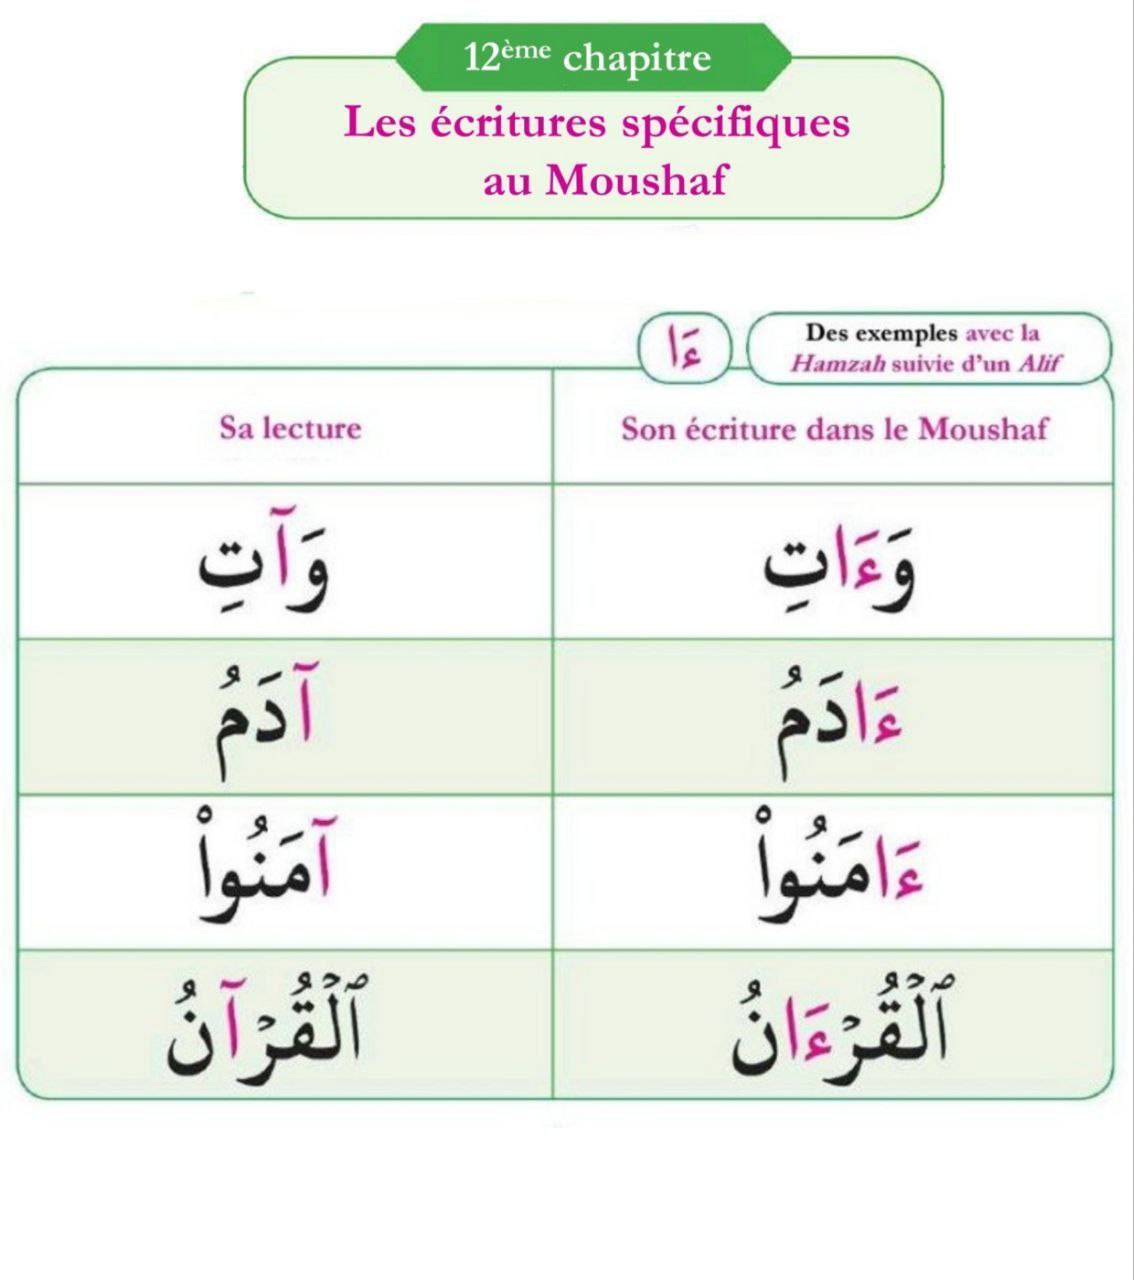 12ème chapitre
Les écritures spécifiques
au Moushaf
ءَا
Des exemples avec la
Hamzah suivie d'un Alif
Sa lecture
Son écriture dans le Moushaf
وَآتِ
وَءَاتِ
آدَمُ
ءَادَمُ
آمَنُواْ
ءَامَنُواْ
ٱلۡقُرۡآنُ
ٱلۡقُرۡءَانُ